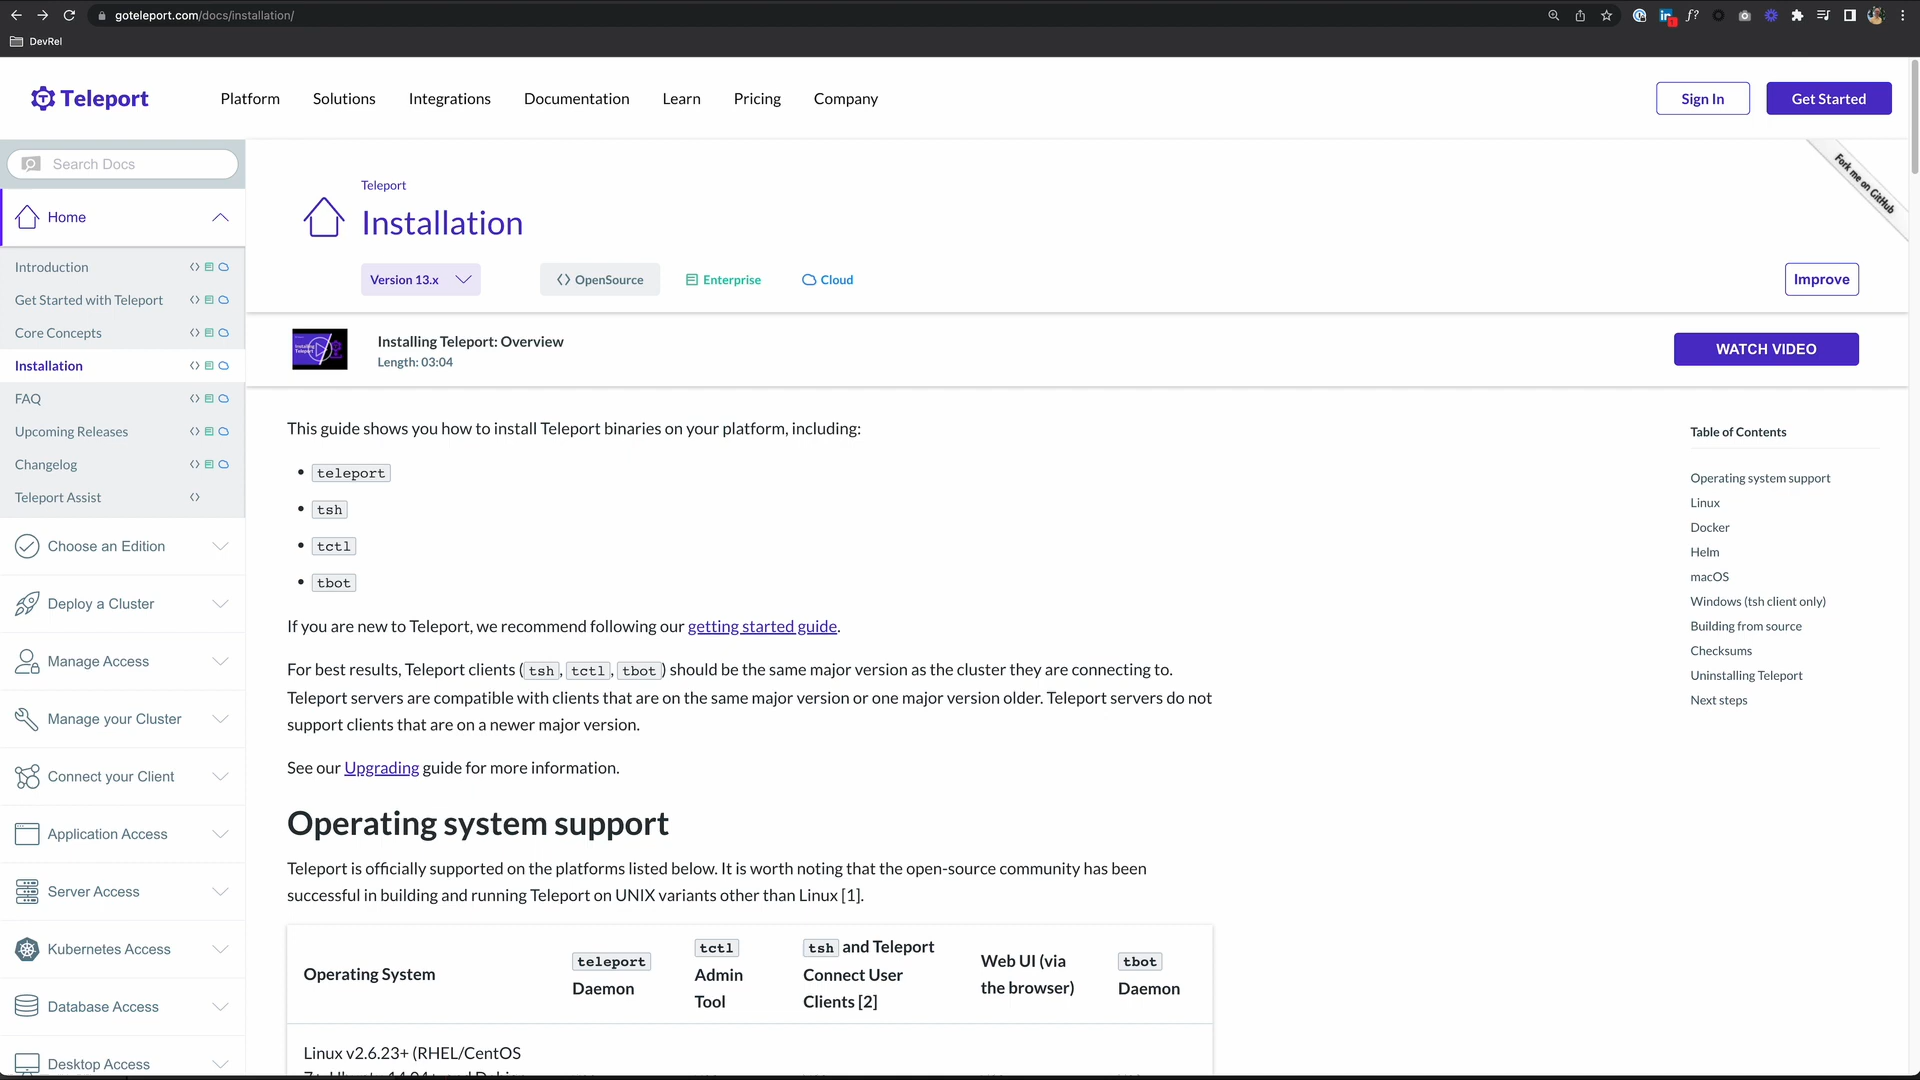 goteleport.com/docs/installation/
DevRel
Teleport
Platform
Solutions
Integrations
Documentation
Learn
Pricing
Company
Sign In
Get Started
Search Docs
Home
Introduction
Get Started with Teleport
Core Concepts
Installation
FAQ
Upcoming Releases
Changelog
Teleport Assist
Choose an Edition
Deploy a Cluster
Manage Access
Manage your Cluster
Connect your Client
Application Access
Server Access
Kubernetes Access
Database Access
Desktop Access
Fork me on GitHub
Teleport
Installation
Version 13.x
OpenSource
Enterprise
Cloud
Improve
Installing Teleport: Overview
Length: 03:04
WATCH VIDEO
This guide shows you how to install Teleport binaries on your platform, including:
• teleport
• tsh
• tctl
• tbot
If you are new to Teleport, we recommend following our getting started guide.
For best results, Teleport clients (tsh, tctl, tbot) should be the same major version as the cluster they are connecting to.
Teleport servers are compatible with clients that are on the same major version or one major version older. Teleport servers do not
support clients that are on a newer major version.
See our Upgrading guide for more information.
Operating system support
Teleport is officially supported on the platforms listed below. It is worth noting that the open-source community has been
successful in building and running Teleport on UNIX variants other than Linux [1].
Operating System
teleport
Daemon
tctl
Admin
Tool
tsh and Teleport
Connect User
Clients [2]
Web UI (via
the browser)
tbot
Daemon
Linux v2.6.23+ (RHEL/CentOS
Table of Contents
Operating system support
Linux
Docker
Helm
macOS
Windows (tsh client only)
Building from source
Checksums
Uninstalling Teleport
Next steps